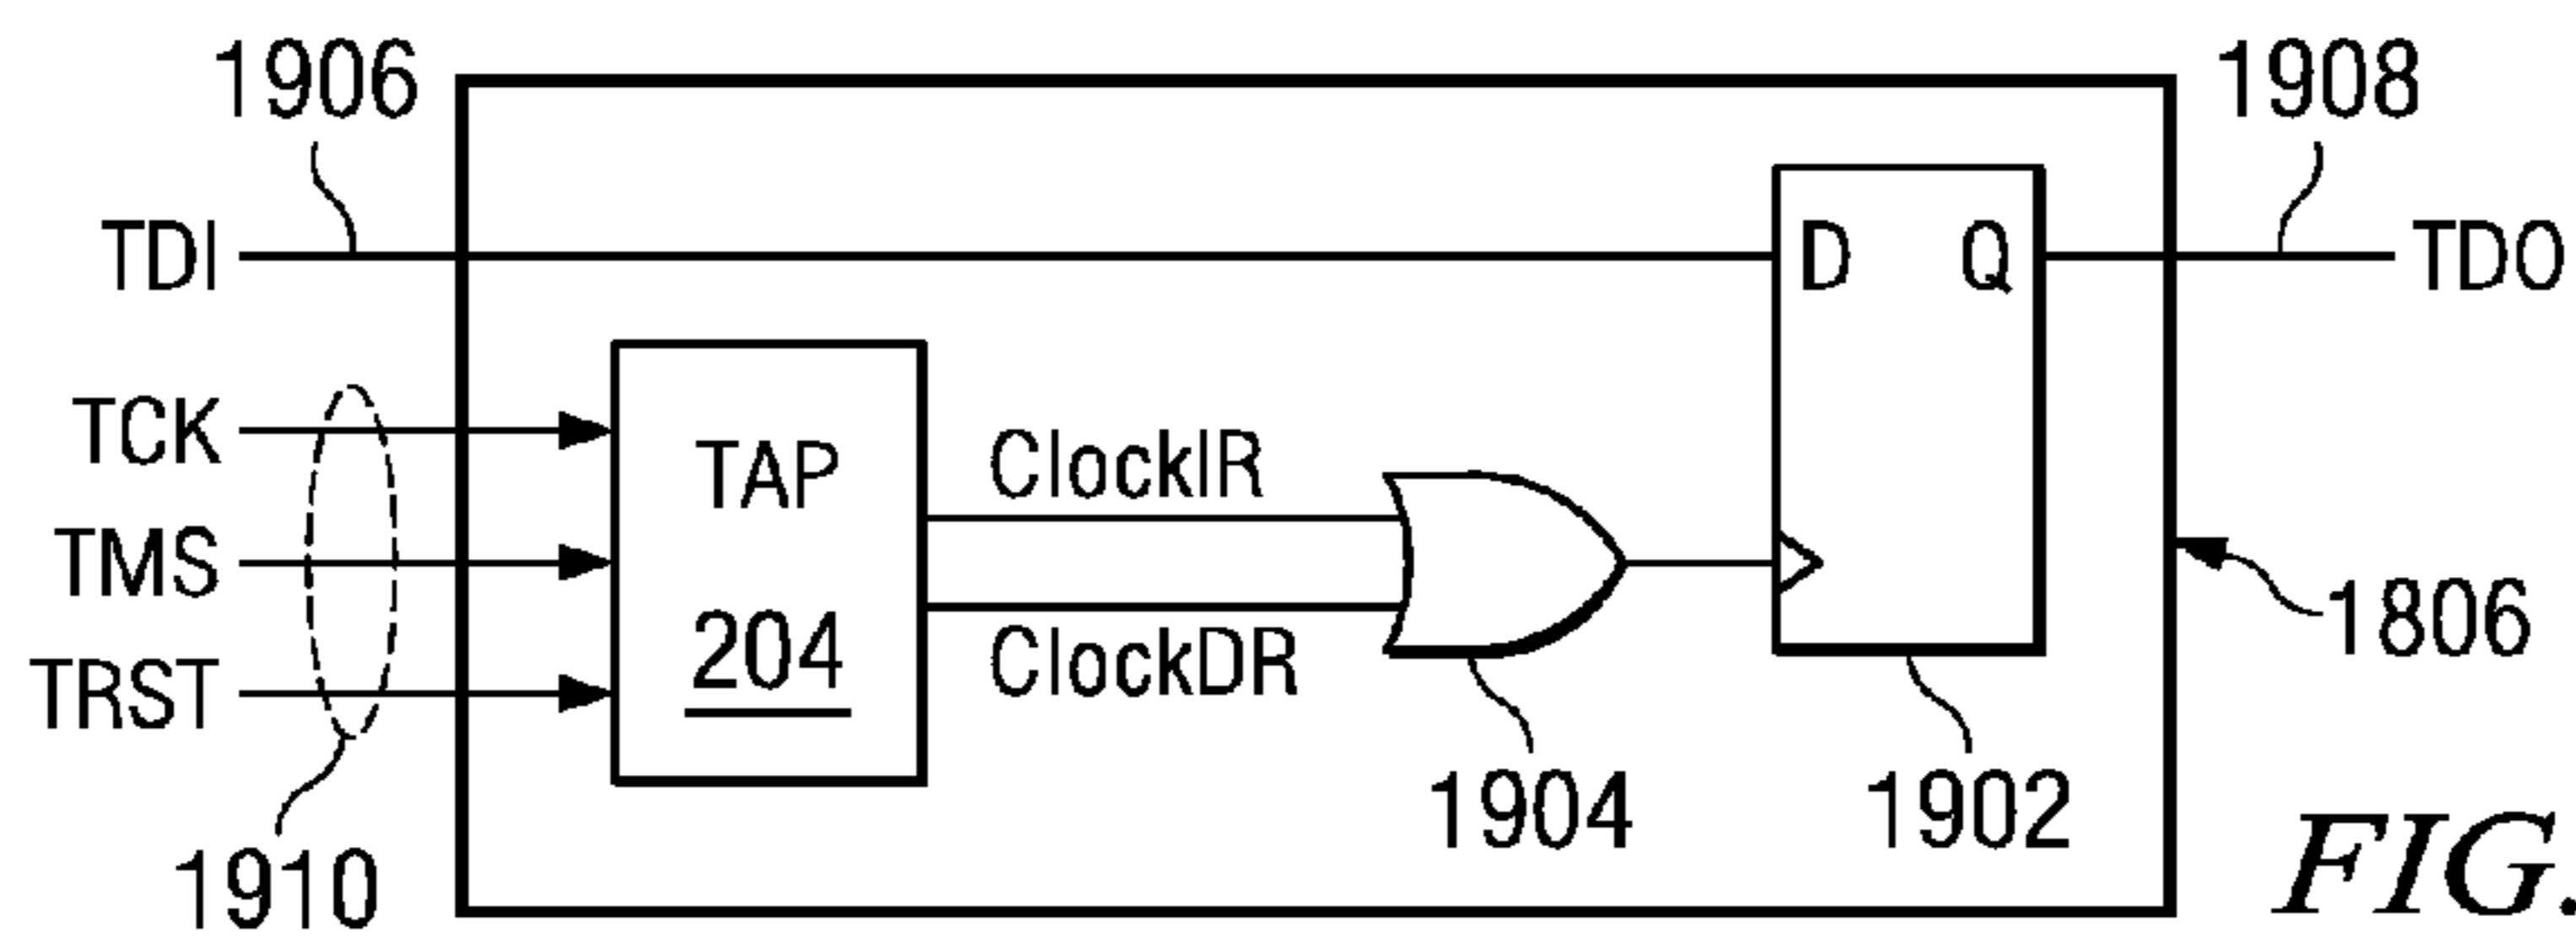 1906
1908
TDI
D
Q
TDO
TCK
TAP
ClockIR
TMS
204
ClockDR
1806
TRST
1904
1902
1910
FIG.